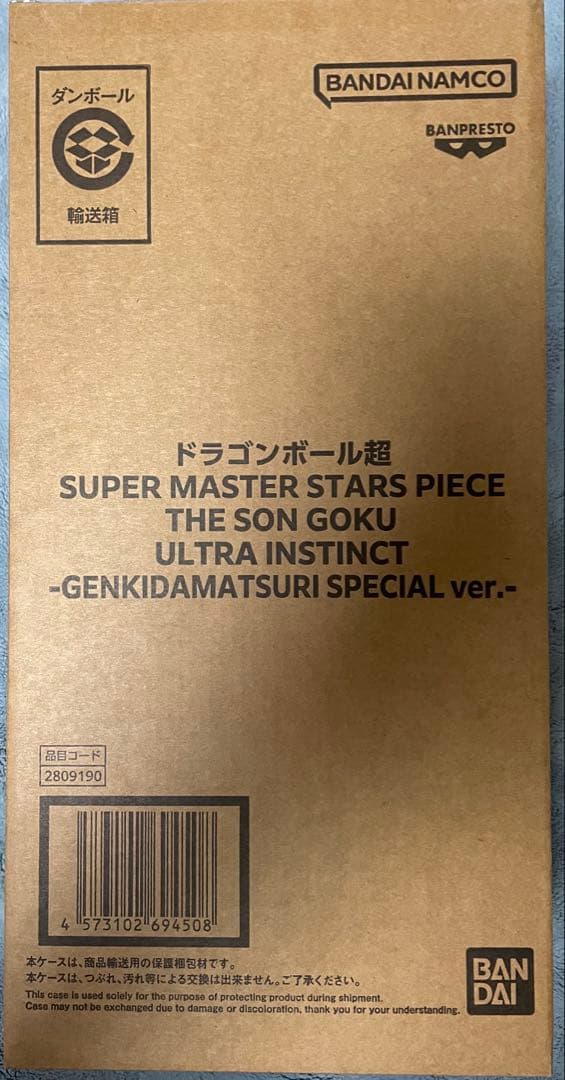 ダンボール
輸送箱
BANDAI NAMCO
BANPRESTO
ドラゴンボール超
SUPER MASTER STARS PIECE
THE SON GOKU
ULTRA INSTINCT
-GENKIDAMATSURI SPECIAL ver.-
品目コード
2809190
4 573102 694508
本ケースは、商品輸送用の保護梱包材です。
本ケースは、つぶれ、汚れ等による交換は出来ません。ご了承ください。
This case is used solely for the purpose of protecting product during shipment.
Case may not be exchanged due to damage or discoloration, thank you for your understanding.
BAN
DAI